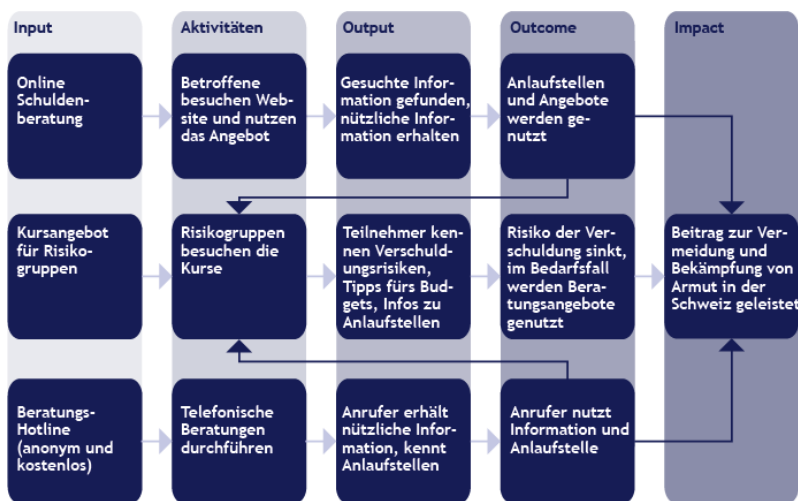 Input
Aktivitäten
Output
Outcome
Impact
Online
Schulden-
beratung
Betroffene
besuchen Web-
site und nutzen
das Angebot
Gesuchte Infor-
mation gefunden,
nützliche Infor-
mation erhalten
Anlaufstellen
und Angebote
werden ge-
nutzt
Kursangebot
für Risiko-
gruppen
Risikogruppen
besuchen die
Kurse
Teilnehmer ken-
nen Verschuld-
dungsrisiken,
Tipps fürs Bud-
gets, Infos zu
Anlaufstellen
Risiko der Ver-
schuldung sinkt,
im Bedarfsfall
werden Bera-
tungsangebote
genutzt
Beitrag zur Ver-
meidung und
Bekämpfung von
Armut in der
Schweiz geleistet
Beratungs-
Hotline
(anonym und
kostenlos)
Telefonische
Beratungen
durchführen
Anrufer erhält
nützliche Infor-
mation, kennt
Anlaufstellen
Anrufer nutzt
Information und
Anlaufstelle